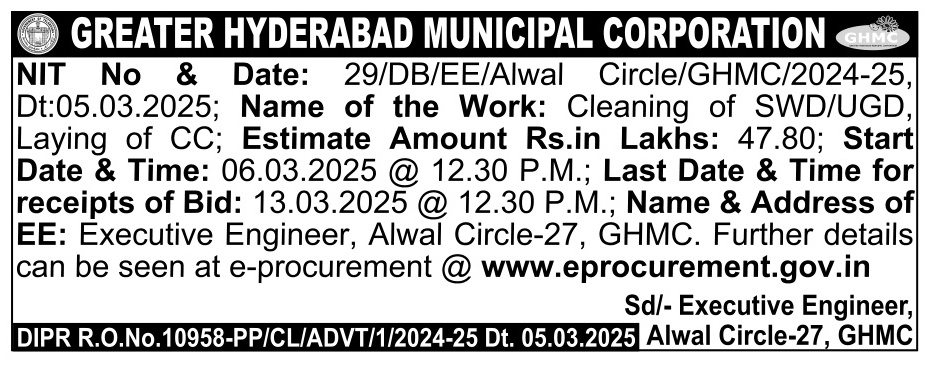 GREATER HYDERABAD MUNICIPAL CORPORATION
GHMC
NIT No & Date: 29/DB/EE/Alwal Circle/GHMC/2024-25,
Dt:05.03.2025; Name of the Work: Cleaning of SWD/UGD,
Laying of CC; Estimate Amount Rs.in Lakhs: 47.80; Start
Date & Time: 06.03.2025 @ 12.30 P.M.; Last Date & Time for
receipts of Bid: 13.03.2025 @ 12.30 P.M.; Name & Address of
EE: Executive Engineer, Alwal Circle-27, GHMC. Further details
can be seen at e-procurement @ www.eprocurement.gov.in
Sd/- Executive Engineer,
DIPR R.O.No.10958-PP/CL/ADVT/1/2024-25 Dt. 05.03.2025 Alwal Circle-27, GHMC